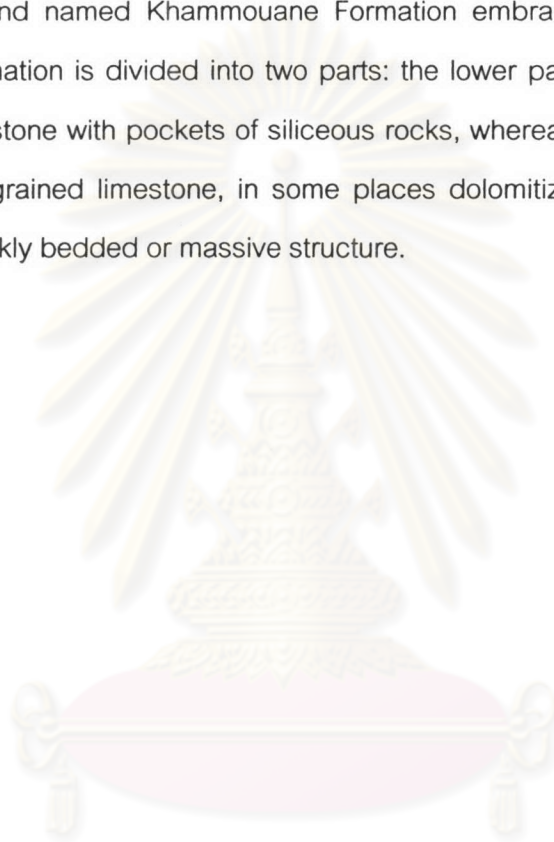 nd named Khammouane Formation embra
ation is divided into two parts: the lower pa
stone with pockets of siliceous rocks, wherea
grained limestone, in some places dolomitiz
kly bedded or massive structure.